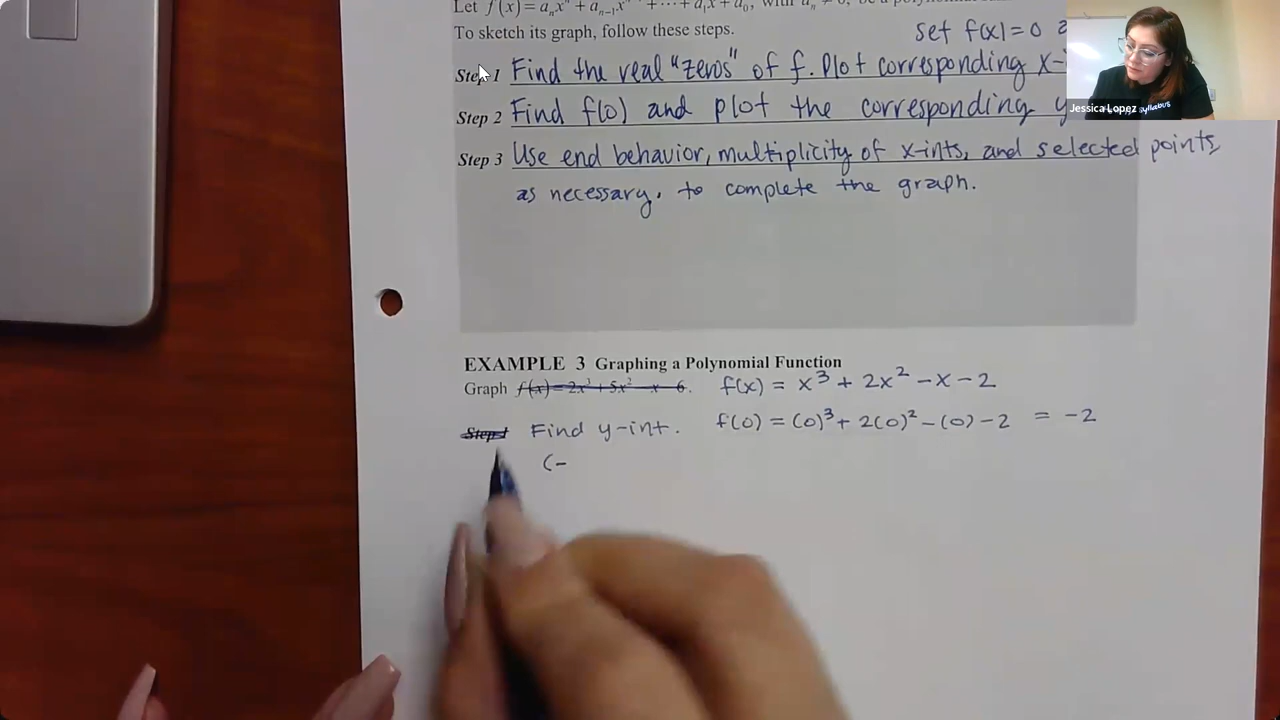 Let f(x) = aₙxⁿ + aₙ₋₁xⁿ⁻¹ + ⋯ + a₁x + a₀, with aₙ ≠ 0, be a
To sketch its graph, follow these steps.
set f(x)=0
Step 1 Find the real "zeros" of f. Plot corresponding x-
Step 2 Find f(0) and plot the corresponding y
Step 3 Use end behavior, multiplicity of x-ints, and selected points,
as necessary, to complete the graph.
Jessica Lopez
syllabus
EXAMPLE 3 Graphing a Polynomial Function
Graph f(x) = 2x³ + 5x² − x − 6. f(x) = x³ + 2x² − x − 2
Step 1 Find y-int. f(0) = (0)³ + 2(0)² − (0) − 2 = −2
(−